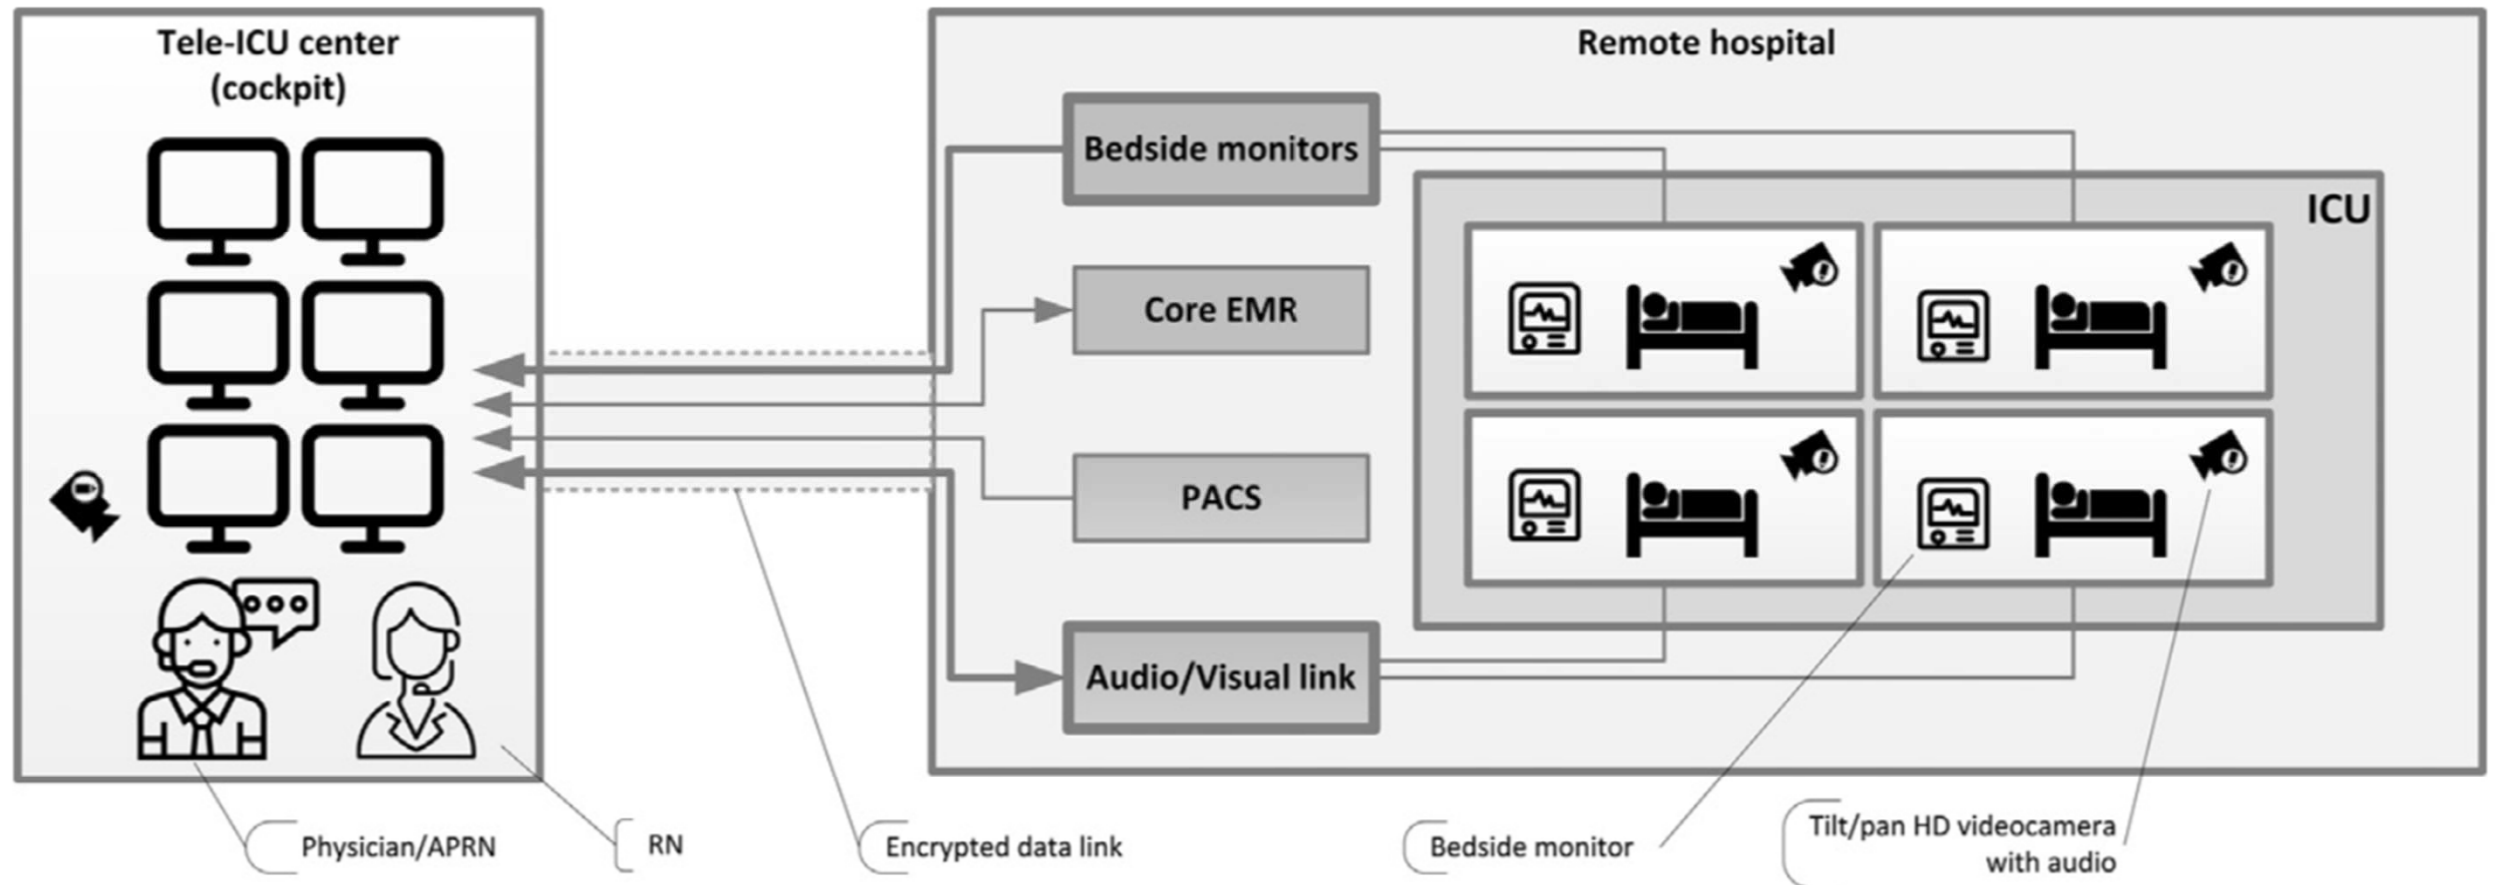 Tele-ICU center
(cockpit)
Remote hospital
Bedside monitors
ICU
Core EMR
PACS
Audio/Visual link
Physician/APRN
RN
Encrypted data link
Bedside monitor
Tilt/pan HD videocamera
with audio